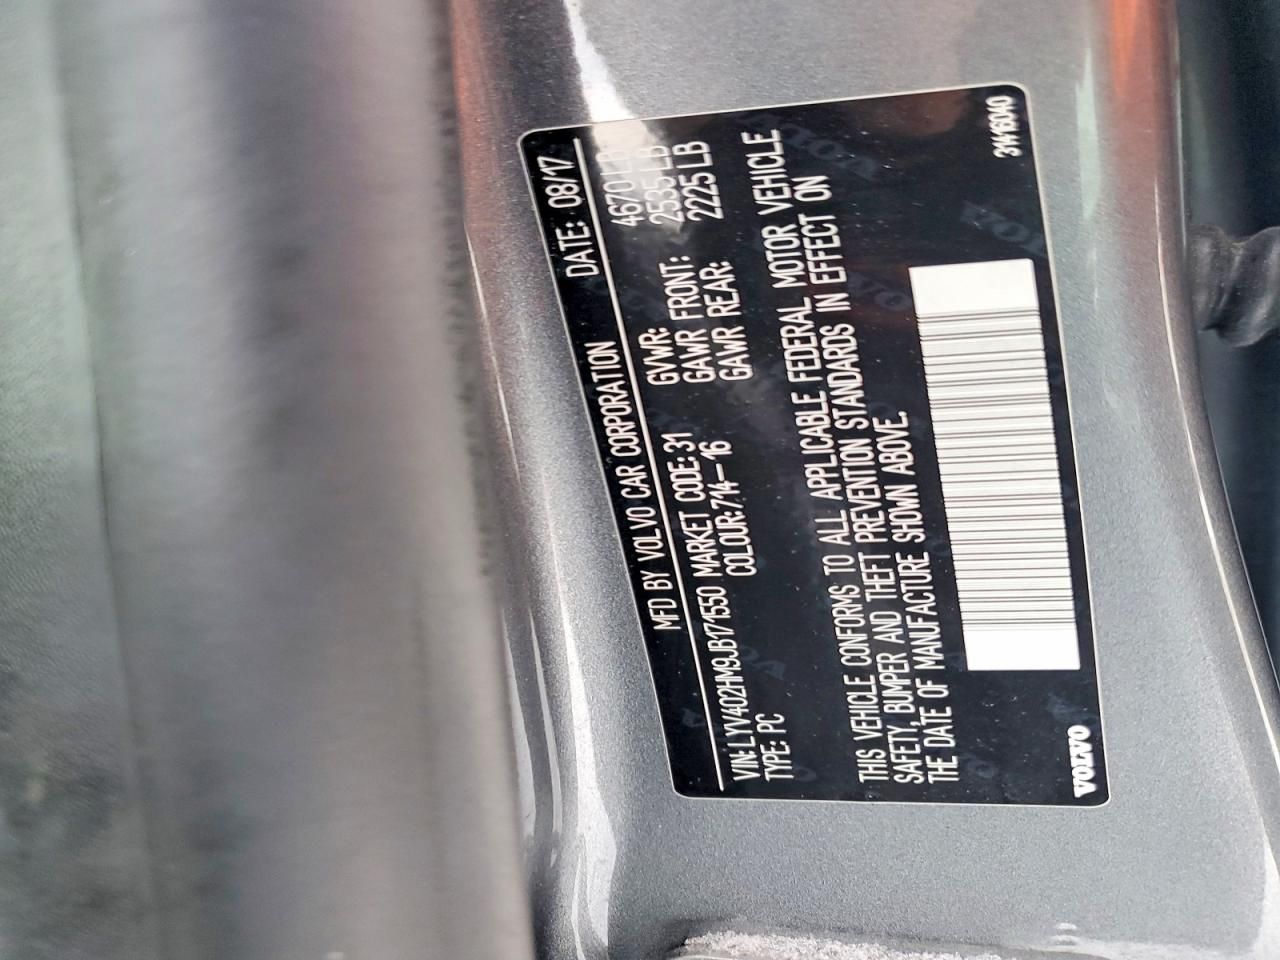 MFD BY VOLVO CAR CORPORATION DATE: 08/17
VIN: LYV402HM9JB171550 MARKET CODE: 31 GVWR: 4670 LB
TYPE: PC COLOUR: 714-16 GAWR FRONT: 2535 LB
GAWR REAR: 2225 LB
THIS VEHICLE CONFORMS TO ALL APPLICABLE FEDERAL MOTOR VEHICLE
SAFETY, BUMPER AND THEFT PREVENTION STANDARDS IN EFFECT ON
THE DATE OF MANUFACTURE SHOWN ABOVE.
VOLVO 31416040